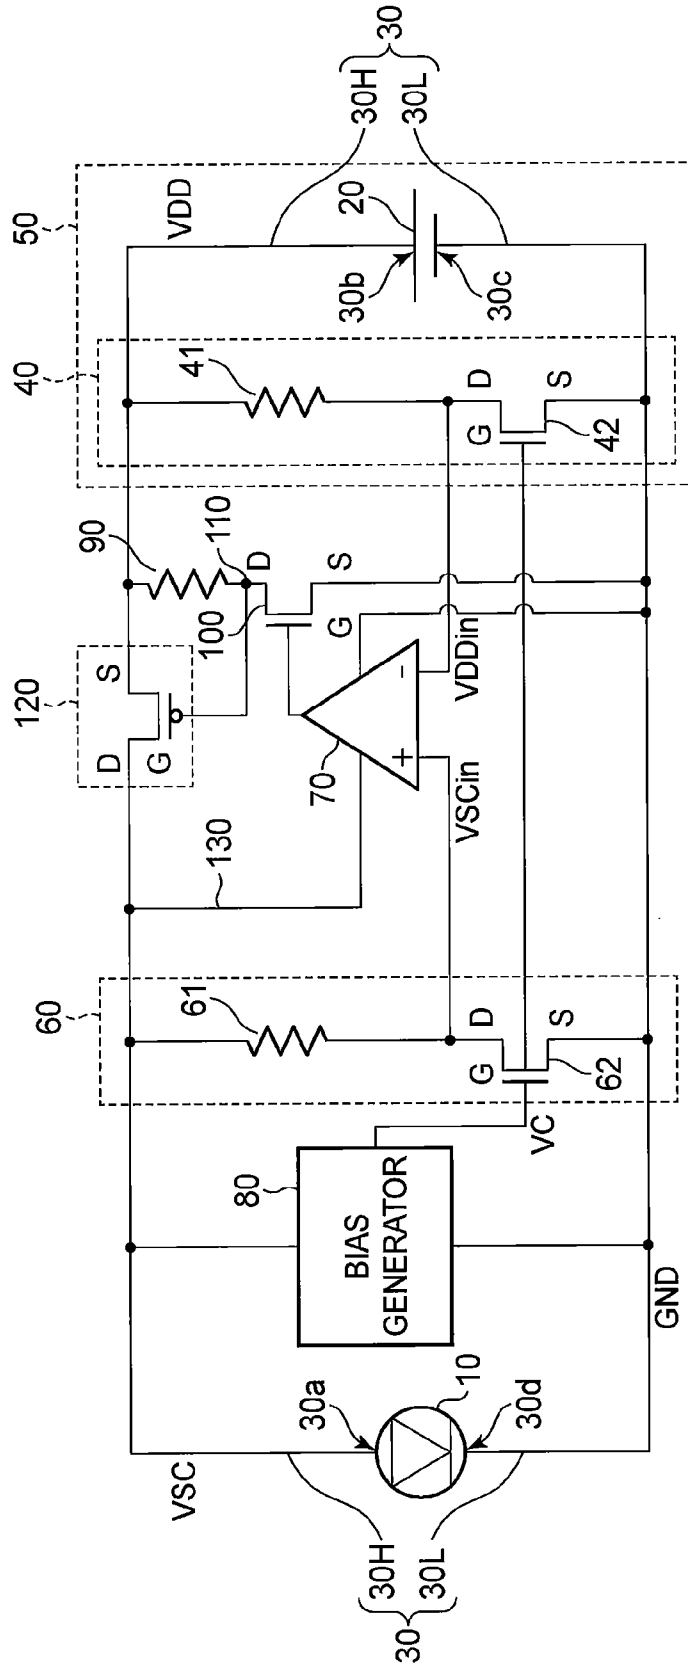 30
30H
30L
50
VDD
20
30b
30c
40
41
D
G
S
42
90
110
D
100
G
S
120
S
D
G
70
+
-
VDDin
VSCin
130
60
61
D
G
S
62
VC
80
BIAS
GENERATOR
GND
VSC
30a
10
30d
30H
30L
30